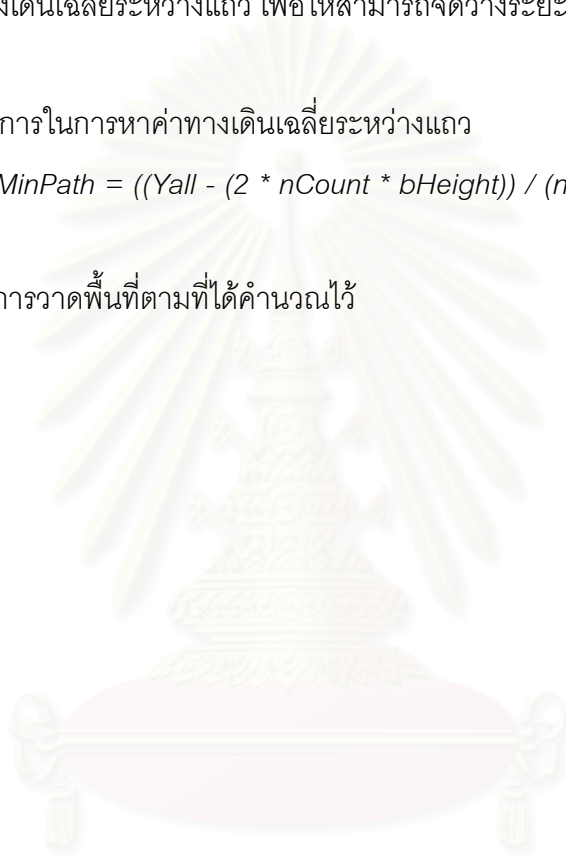 งเดินเฉลี่ยระหว่างแถว เพื่อให้สามารถจัดวางระยะ
การในการหาค่าทางเดินเฉลี่ยระหว่างแถว
MinPath = ((Yall - (2 * nCount * bHeight)) / (n
การวาดพื้นที่ตามที่ได้คำนวณไว้